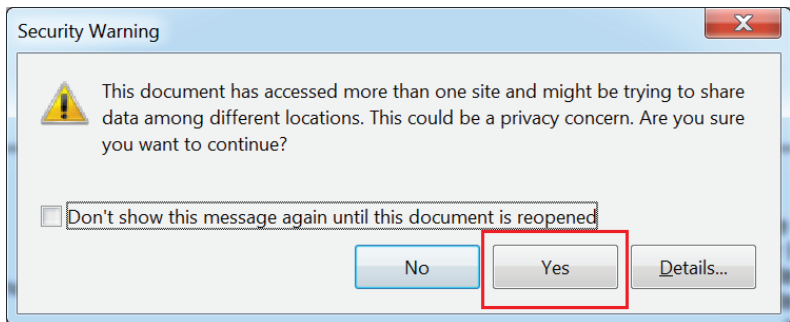 Security Warning
This document has accessed more than one site and might be trying to share
data among different locations. This could be a privacy concern. Are you sure
you want to continue?
Don't show this message again until this document is reopened
No Yes Details...